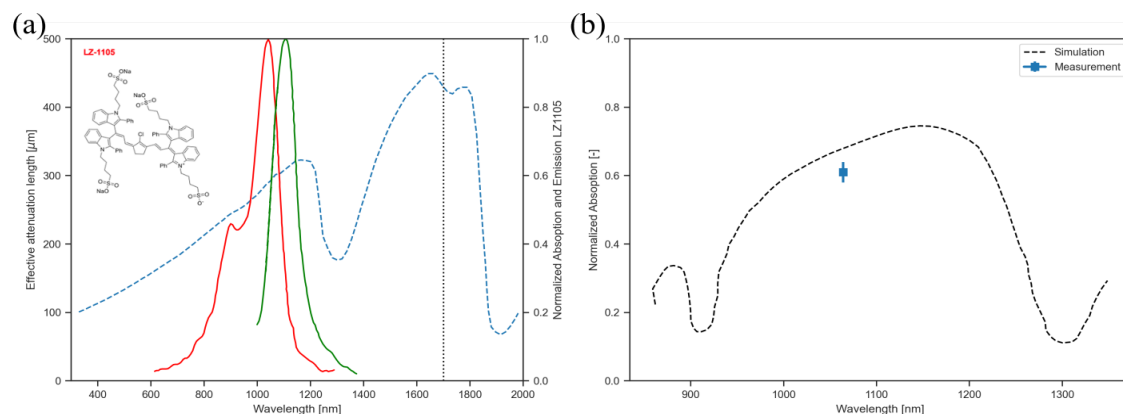 (a)
LZ-1105
ONa
O=S=O
N
Ph
Cl
NaO
O⁻
N⁺
500
400
300
200
100
0
Effective attenuation length [μm]
1.0
0.8
0.6
0.4
0.2
0.0
Normalized Absoption and Emission LZ1105
400 600 800 1000 1200 1400 1600 1800 2000
Wavelength [nm]
(b)
Simulation
Measurement
1.0
0.8
0.6
0.4
0.2
0.0
Normalized Absoption [-]
900 1000 1100 1200 1300
Wavelength [nm]